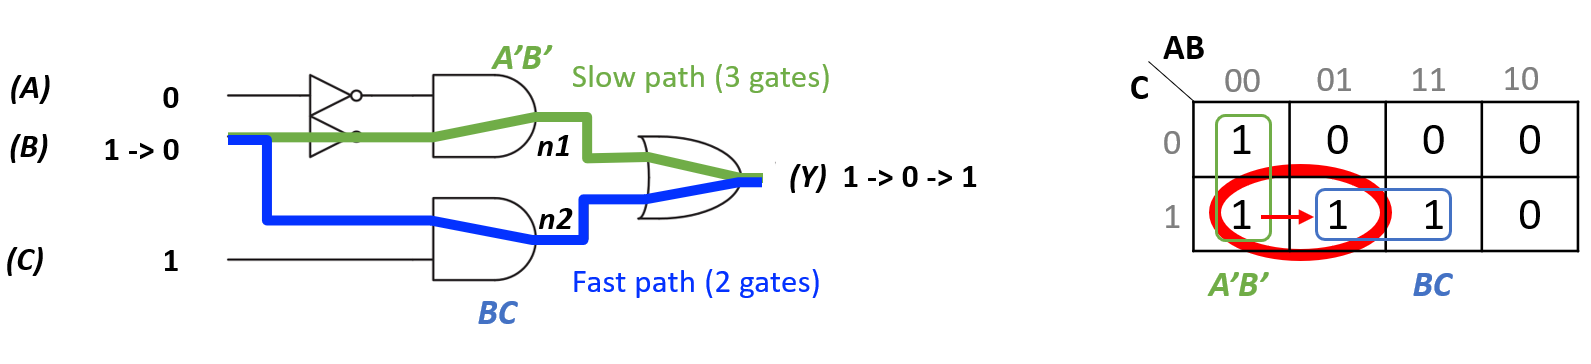 A'B'
Slow path (3 gates)
(A) 0
(B) 1 -> 0
n1
(Y) 1 -> 0 -> 1
n2
(C) 1
Fast path (2 gates)
BC
AB
C
00 01 11 10
0 1 0 0 0
1 1 1 1 0
A'B' BC